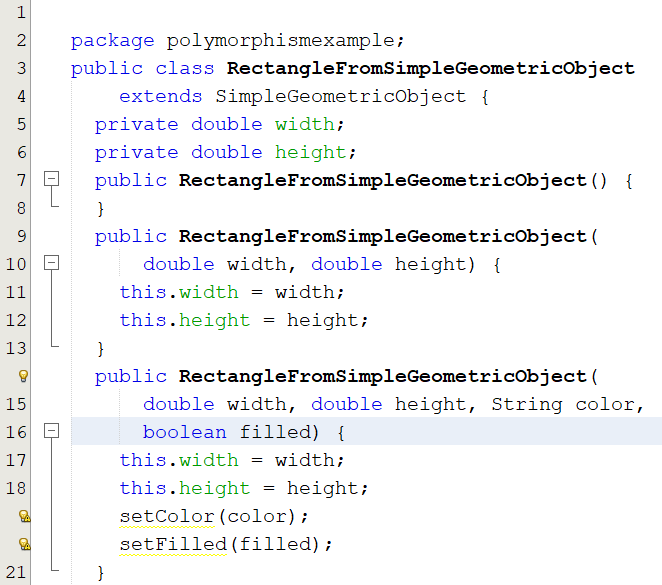 1
2 package polymorphismexample;
3 public class RectangleFromSimpleGeometricObject
4 extends SimpleGeometricObject {
5 private double width;
6 private double height;
7 public RectangleFromSimpleGeometricObject() {
8 }
9 public RectangleFromSimpleGeometricObject(
10 double width, double height) {
11 this.width = width;
12 this.height = height;
13 }
public RectangleFromSimpleGeometricObject(
15 double width, double height, String color,
16 boolean filled) {
17 this.width = width;
18 this.height = height;
setColor(color);
setFilled(filled);
21 }